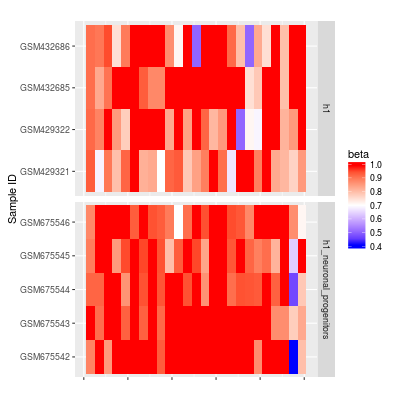 GSM432686
GSM432685
GSM429322
GSM429321
h1
GSM675546
GSM675545
GSM675544
GSM675543
GSM675542
h1_neuronal_progenitors
Sample ID
beta
1.0
0.9
0.8
0.7
0.6
0.5
0.4